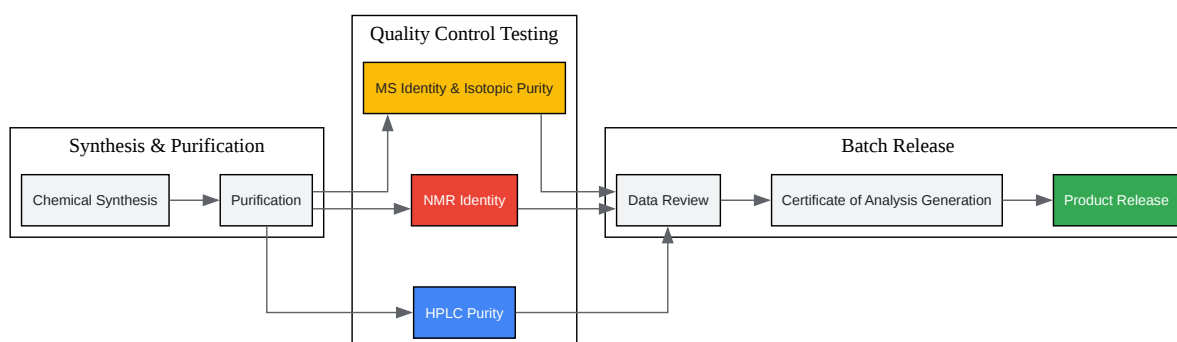 Quality Control Testing
MS Identity & Isotopic Purity
Synthesis & Purification
Batch Release
Chemical Synthesis
Purification
NMR Identity
Data Review
Certificate of Analysis Generation
Product Release
HPLC Purity